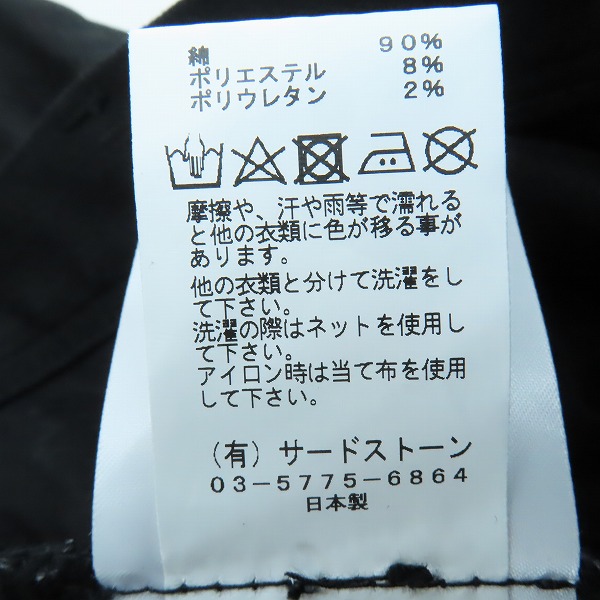 綿 90%
ポリエステル 8%
ポリウレタン 2%
摩擦や、汗や雨等で濡れる
と他の衣類に色が移る事が
あります。
他の衣類と分けて洗濯をし
て下さい。
洗濯の際はネットを使用し
て下さい。
アイロン時は当て布を使用
して下さい。
(有) サードストーン
03-5775-6864
日本製